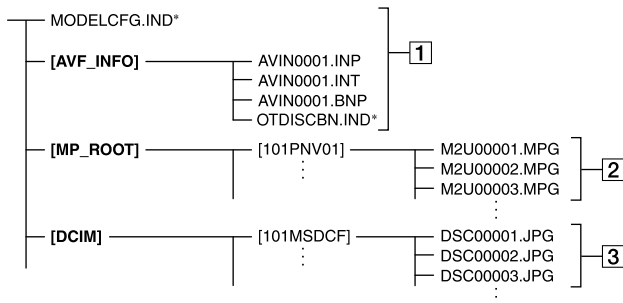 MODELCFG.IND*
[AVF_INFO] AVIN0001.INP 1
AVIN0001.INT
AVIN0001.BNP
OTDISCBN.IND*
[MP_ROOT] [101PNV01] M2U00001.MPG
M2U00002.MPG 2
M2U00003.MPG
[DCIM] [101MSDCF] DSC00001.JPG
DSC00002.JPG 3
DSC00003.JPG